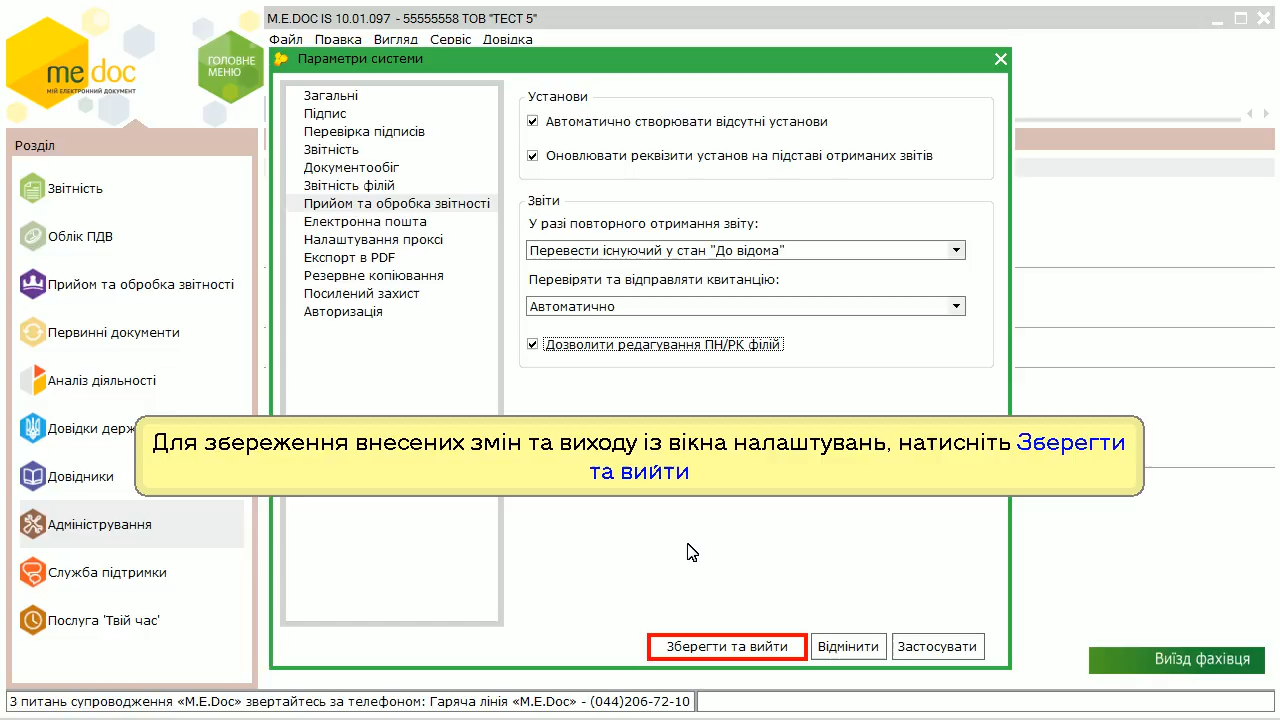 M.E.DOC IS 10.01.097 - 55555558 ТОВ "ТЕСТ 5"
Файл Правка Вигляд Сервіс Довідка
me doc
МІЙ ЕЛЕКТРОННИЙ ДОКУМЕНТ
ГОЛОВНЕ
МЕНЮ
Розділ
Звітність
Облік ПДВ
Прийом та обробка звітності
Первинні документи
Аналіз діяльності
Довідки держ
Довідники
Адміністрування
Служба підтримки
Послуга 'Твій час'
Параметри системи
Загальні
Підпис
Перевірка підписів
Звітність
Документообіг
Звітність філій
Прийом та обробка звітності
Електронна пошта
Налаштування проксі
Експорт в PDF
Резервне копіювання
Посилений захист
Авторизація
Установи
Автоматично створювати відсутні установи
Оновлювати реквізити установ на підставі отриманих звітів
Звіти
У разі повторного отримання звіту:
Перевести існуючий у стан "До відома"
Перевіряти та відправляти квитанцію:
Автоматично
Дозволити редагування ПН/РК філій
Для збереження внесених змін та виходу із вікна налаштувань, натисніть Зберегти
та вийти
Зберегти та вийти Відмінити Застосувати
Виїзд фахівця
З питань супроводження «M.E.Doc» звертайтесь за телефоном: Гаряча лінія «M.E.Doc» - (044)206-72-10